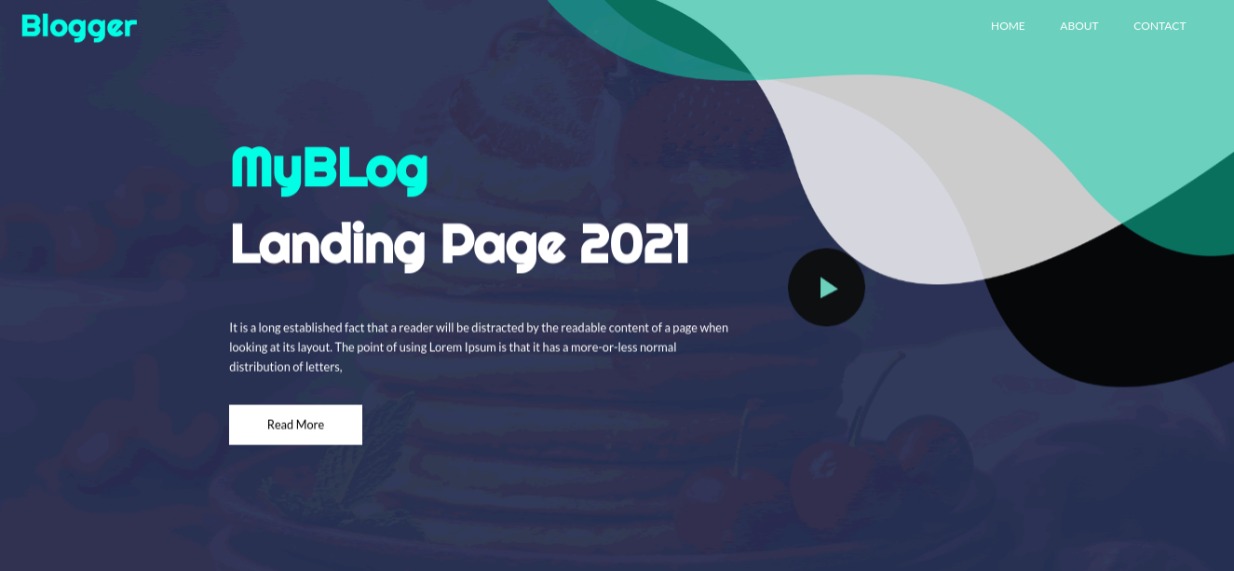 Blogger
HOME ABOUT CONTACT
MyBLog
Landing Page 2021
It is a long established fact that a reader will be distracted by the readable content of a page when
looking at its layout. The point of using Lorem Ipsum is that it has a more-or-less normal
distribution of letters,
Read More